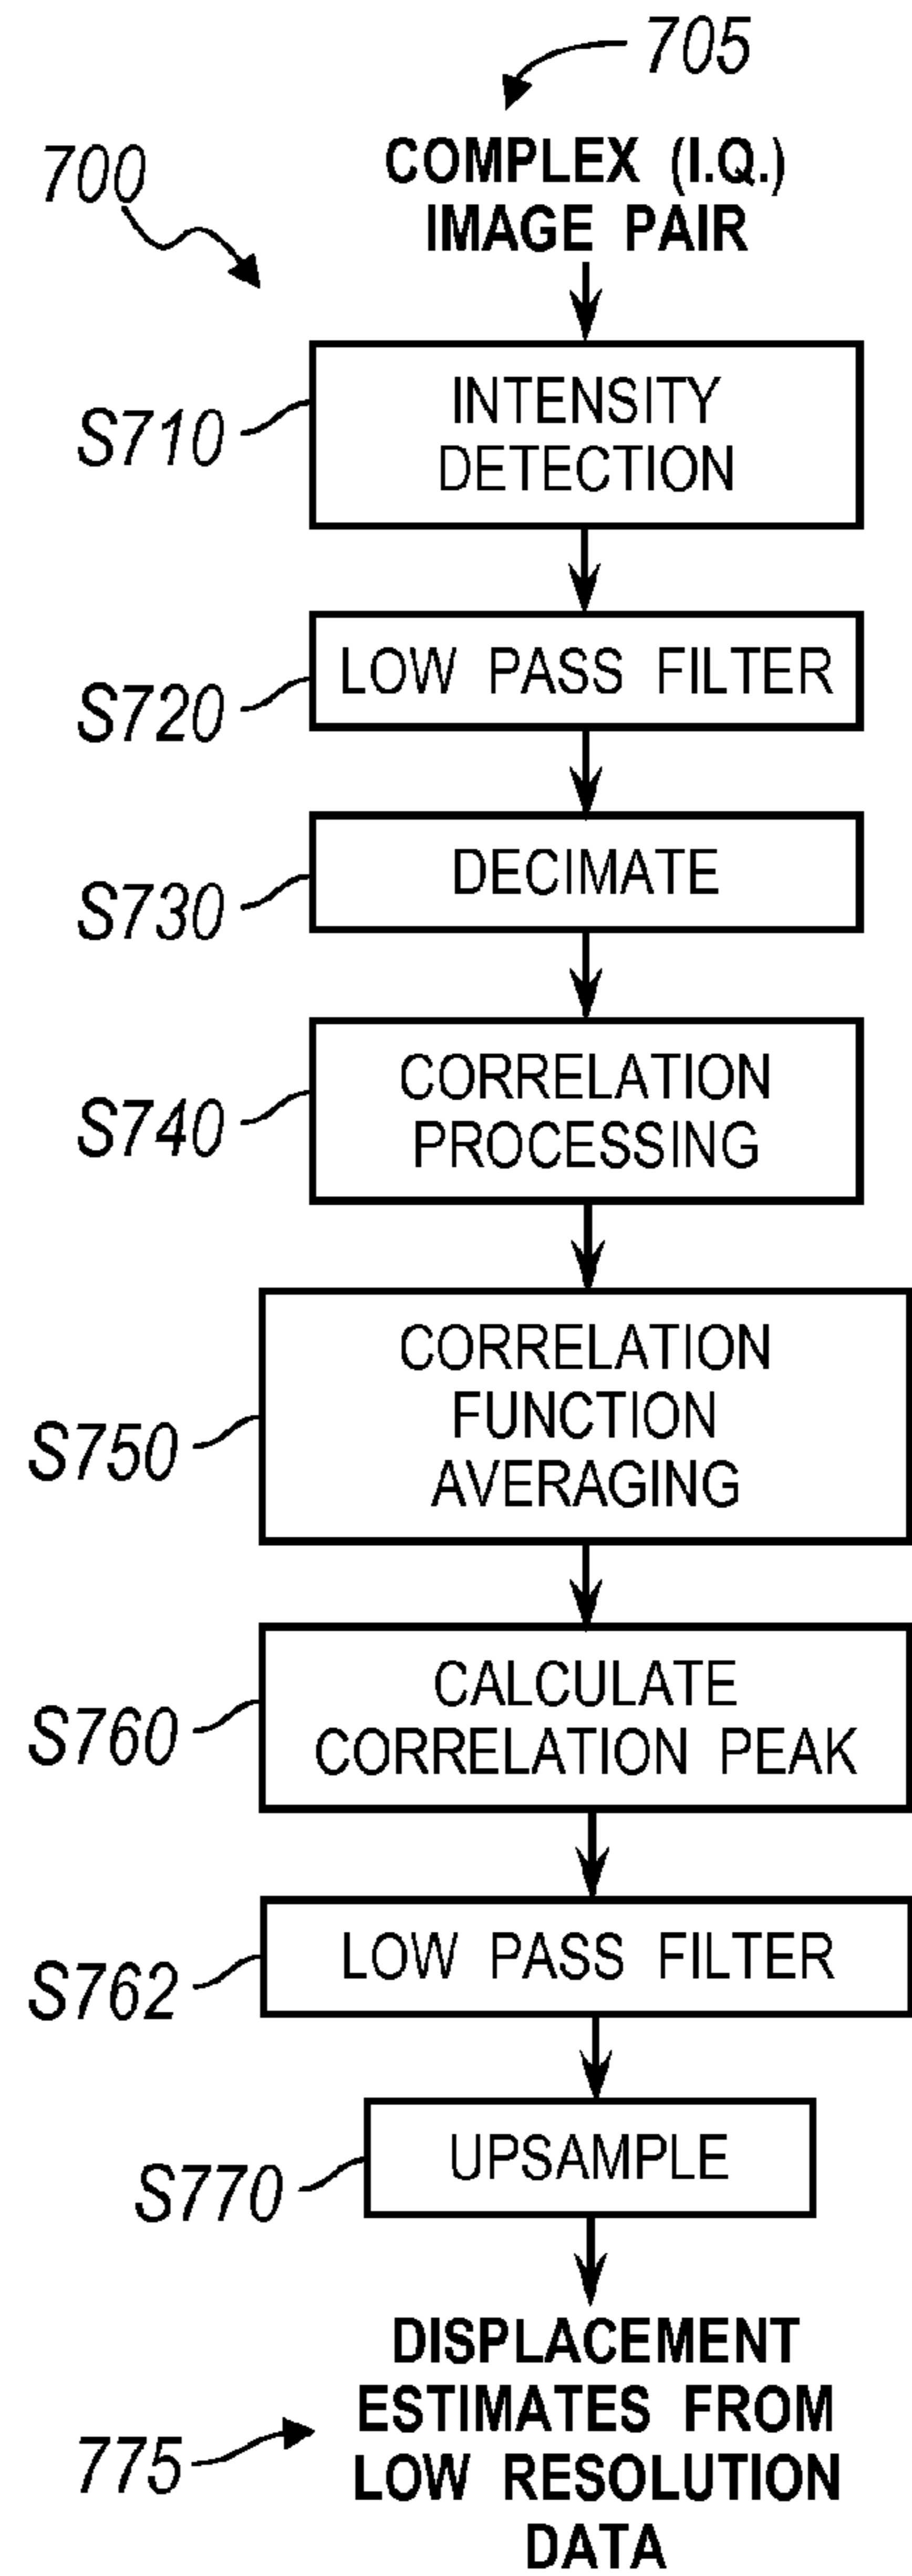 705
700
COMPLEX (I.Q.)
IMAGE PAIR
S710
INTENSITY
DETECTION
S720
LOW PASS FILTER
S730
DECIMATE
S740
CORRELATION
PROCESSING
S750
CORRELATION
FUNCTION
AVERAGING
S760
CALCULATE
CORRELATION PEAK
S762
LOW PASS FILTER
S770
UPSAMPLE
775
DISPLACEMENT
ESTIMATES FROM
LOW RESOLUTION
DATA